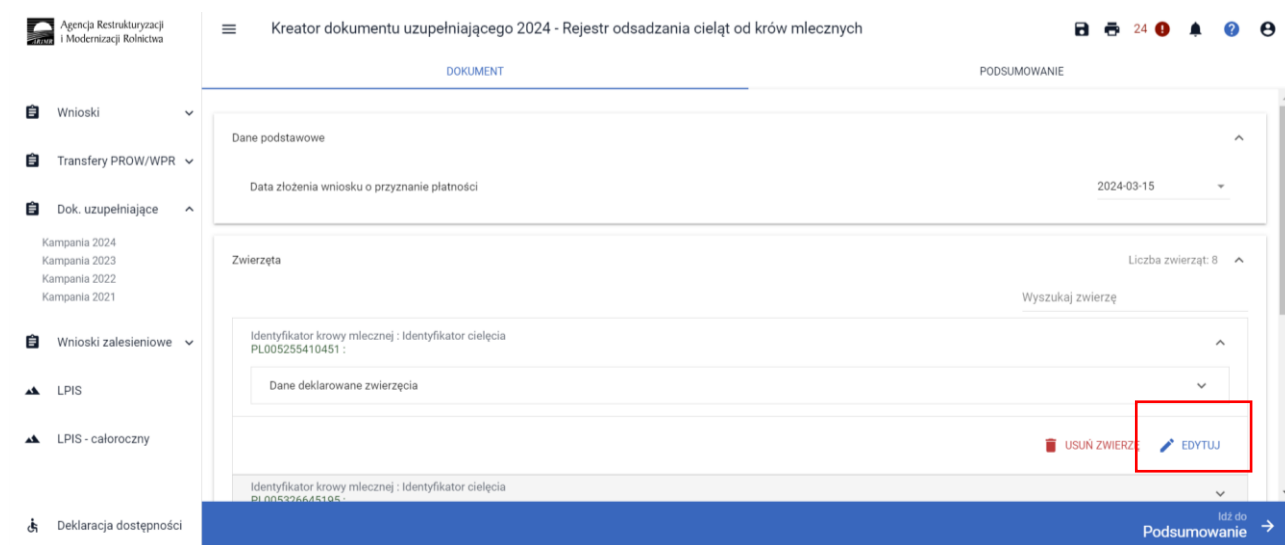 Agencja Restrukturyzacji
i Modernizacji Rolnictwa
ARiMR
Kreator dokumentu uzupełniającego 2024 - Rejestr odsadzania cieląt od krów mlecznych
24
DOKUMENT
PODSUMOWANIE
Wnioski
Transfery PROW/WPR
Dok. uzupełniające
Kampania 2024
Kampania 2023
Kampania 2022
Kampania 2021
Wnioski zalesieniowe
LPIS
LPIS - całoroczny
Deklaracja dostępności
Dane podstawowe
Data złożenia wniosku o przyznanie płatności
2024-03-15
Zwierzęta
Liczba zwierząt: 8
Wyszukaj zwierzę
Identyfikator krowy mlecznej : Identyfikator cielęcia
PL005255410451 :
Dane deklarowane zwierzęcia
USUŃ ZWIERZĘ
EDYTUJ
Identyfikator krowy mlecznej : Identyfikator cielęcia
PL005326645195 :
Idź do
Podsumowanie